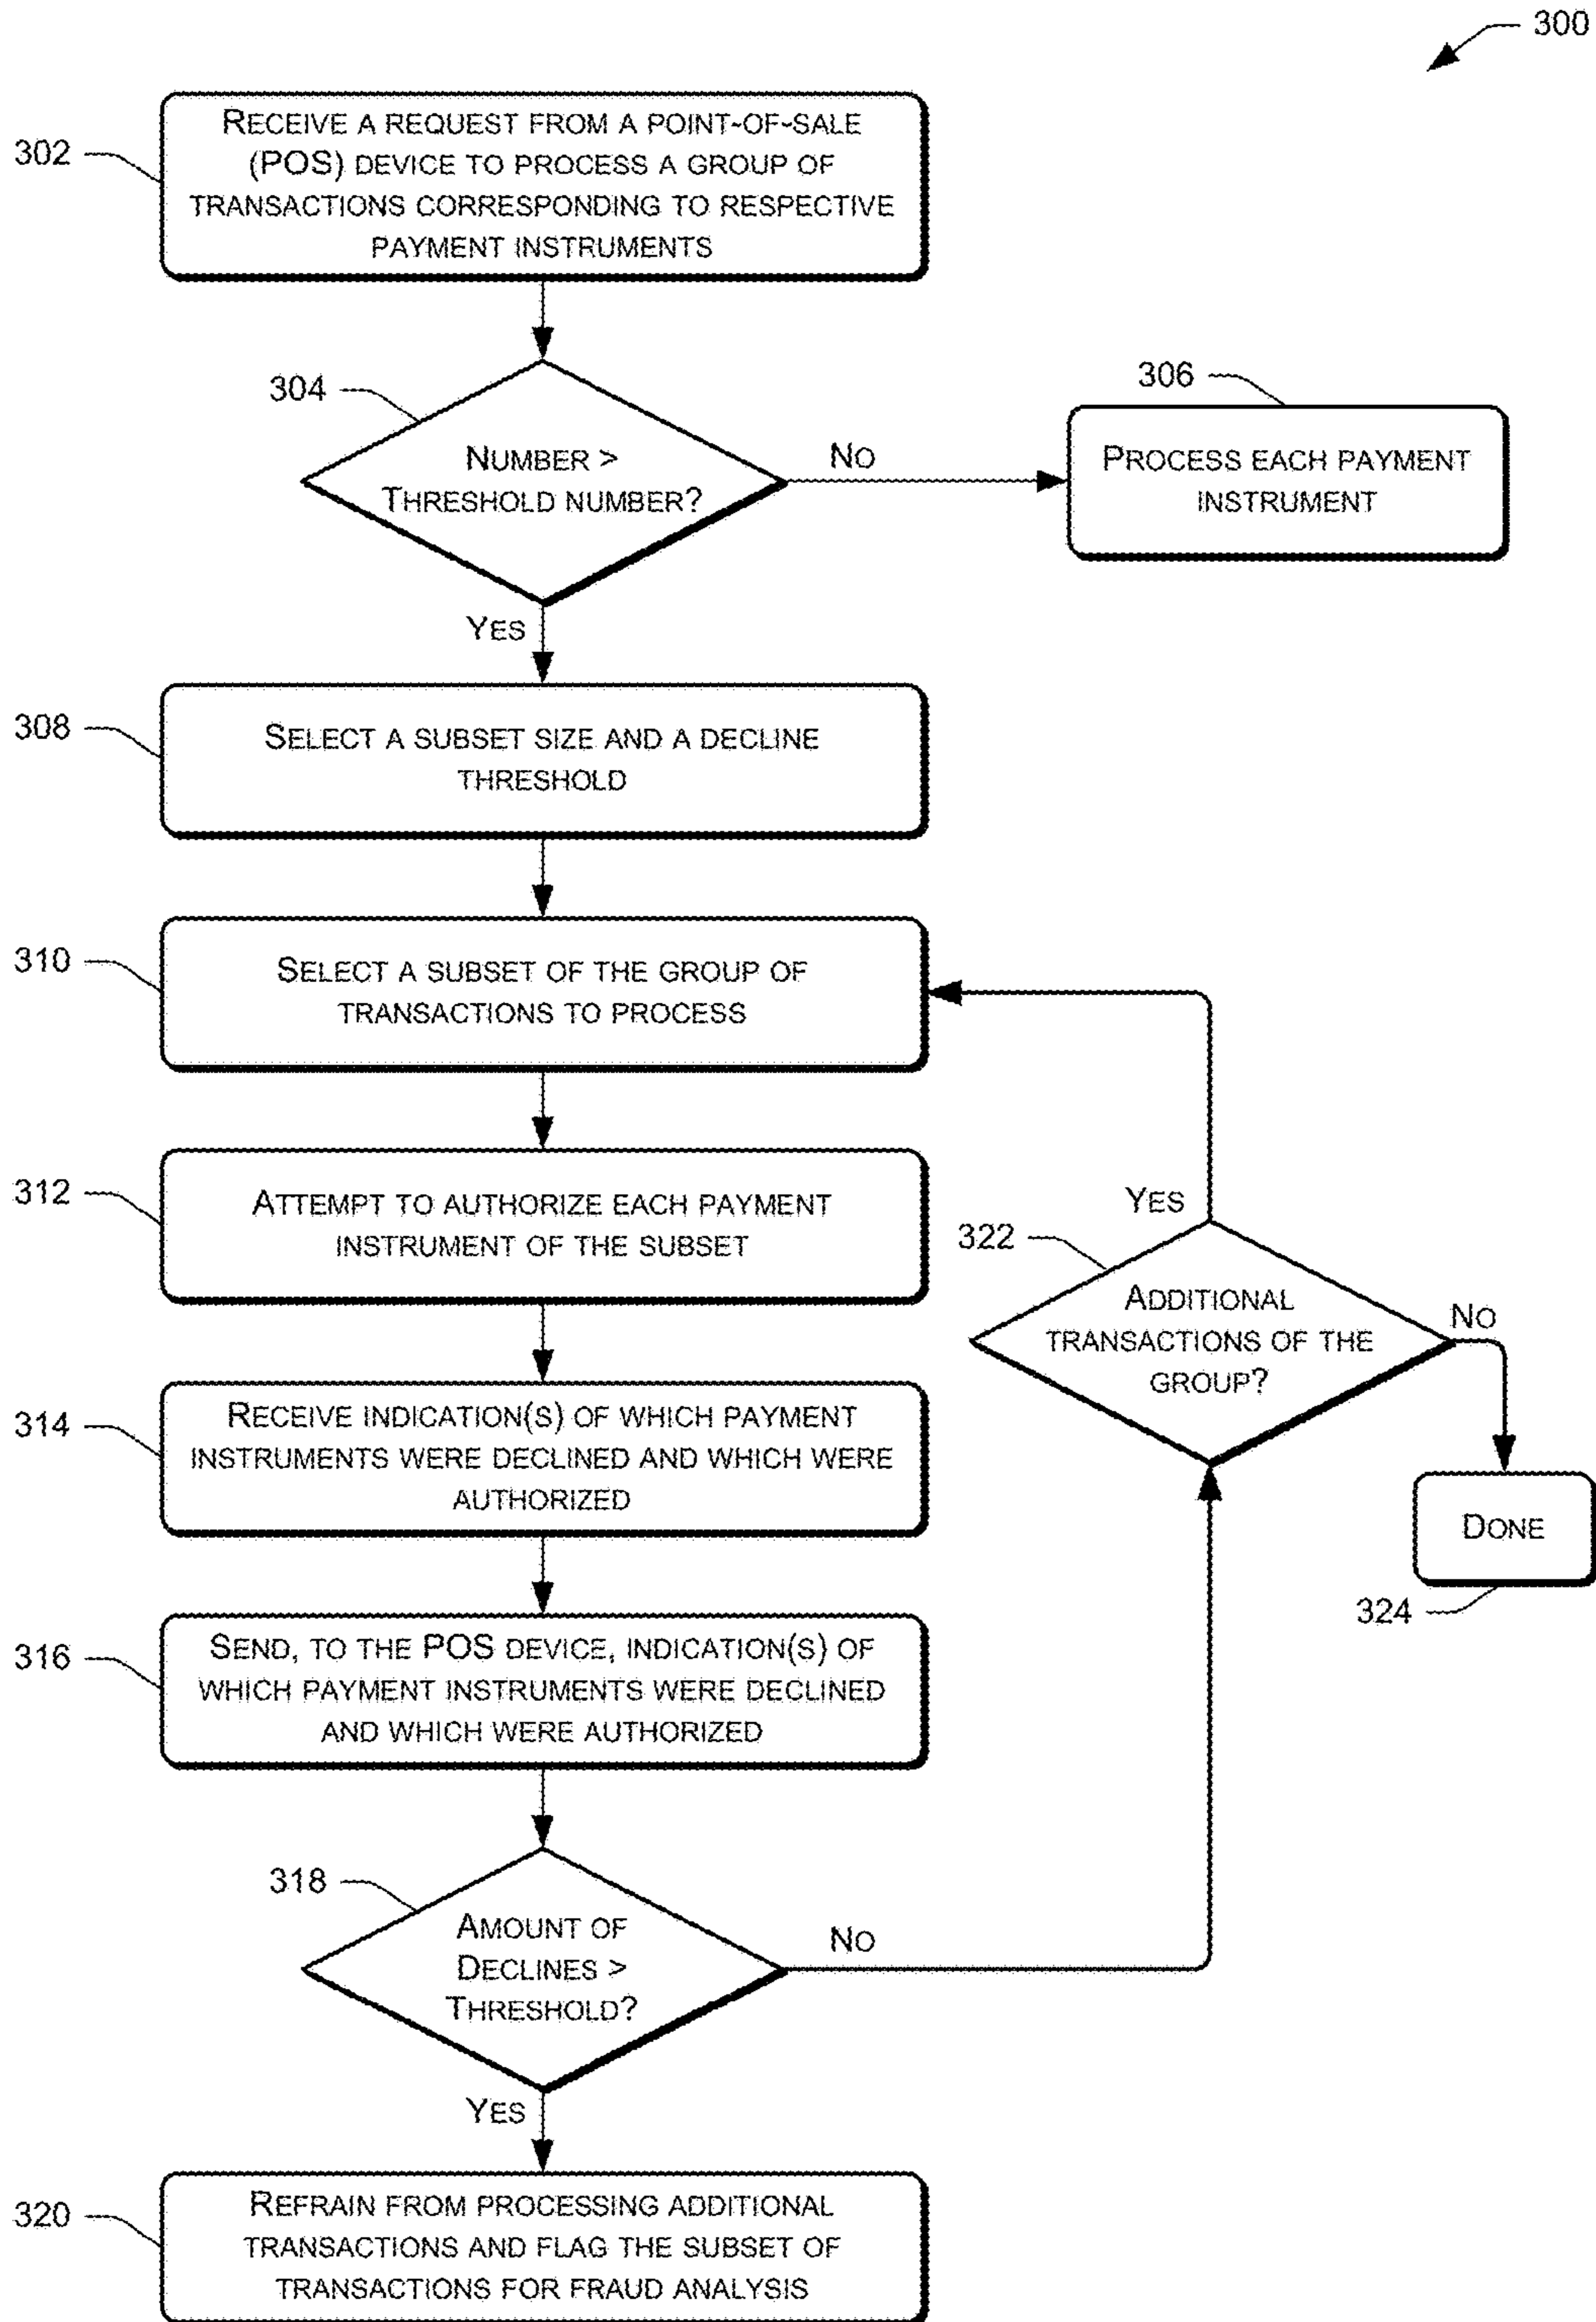 300
302
RECEIVE A REQUEST FROM A POINT-OF-SALE
(POS) DEVICE TO PROCESS A GROUP OF
TRANSACTIONS CORRESPONDING TO RESPECTIVE
PAYMENT INSTRUMENTS
304
NUMBER >
THRESHOLD NUMBER?
NO
306
PROCESS EACH PAYMENT
INSTRUMENT
YES
308
SELECT A SUBSET SIZE AND A DECLINE
THRESHOLD
310
SELECT A SUBSET OF THE GROUP OF
TRANSACTIONS TO PROCESS
312
ATTEMPT TO AUTHORIZE EACH PAYMENT
INSTRUMENT OF THE SUBSET
314
RECEIVE INDICATION(S) OF WHICH PAYMENT
INSTRUMENTS WERE DECLINED AND WHICH WERE
AUTHORIZED
316
SEND, TO THE POS DEVICE, INDICATION(S) OF
WHICH PAYMENT INSTRUMENTS WERE DECLINED
AND WHICH WERE AUTHORIZED
318
AMOUNT OF
DECLINES >
THRESHOLD?
NO
YES
320
REFRAIN FROM PROCESSING ADDITIONAL
TRANSACTIONS AND FLAG THE SUBSET OF
TRANSACTIONS FOR FRAUD ANALYSIS
322
ADDITIONAL
TRANSACTIONS OF THE
GROUP?
YES
NO
DONE
324